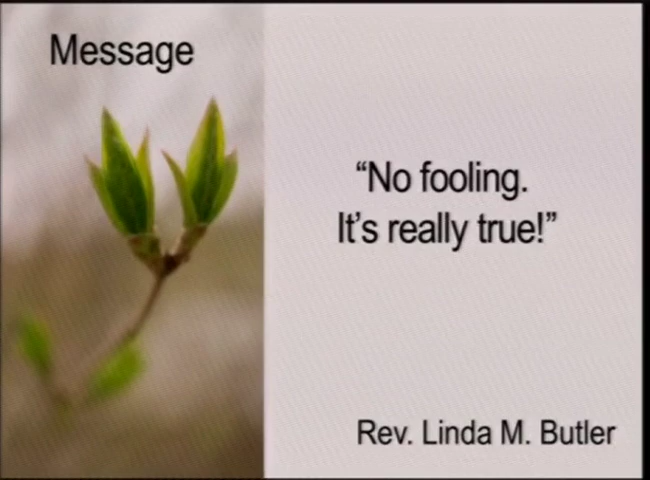 Message
“No fooling.
It’s really true!”
Rev. Linda M. Butler